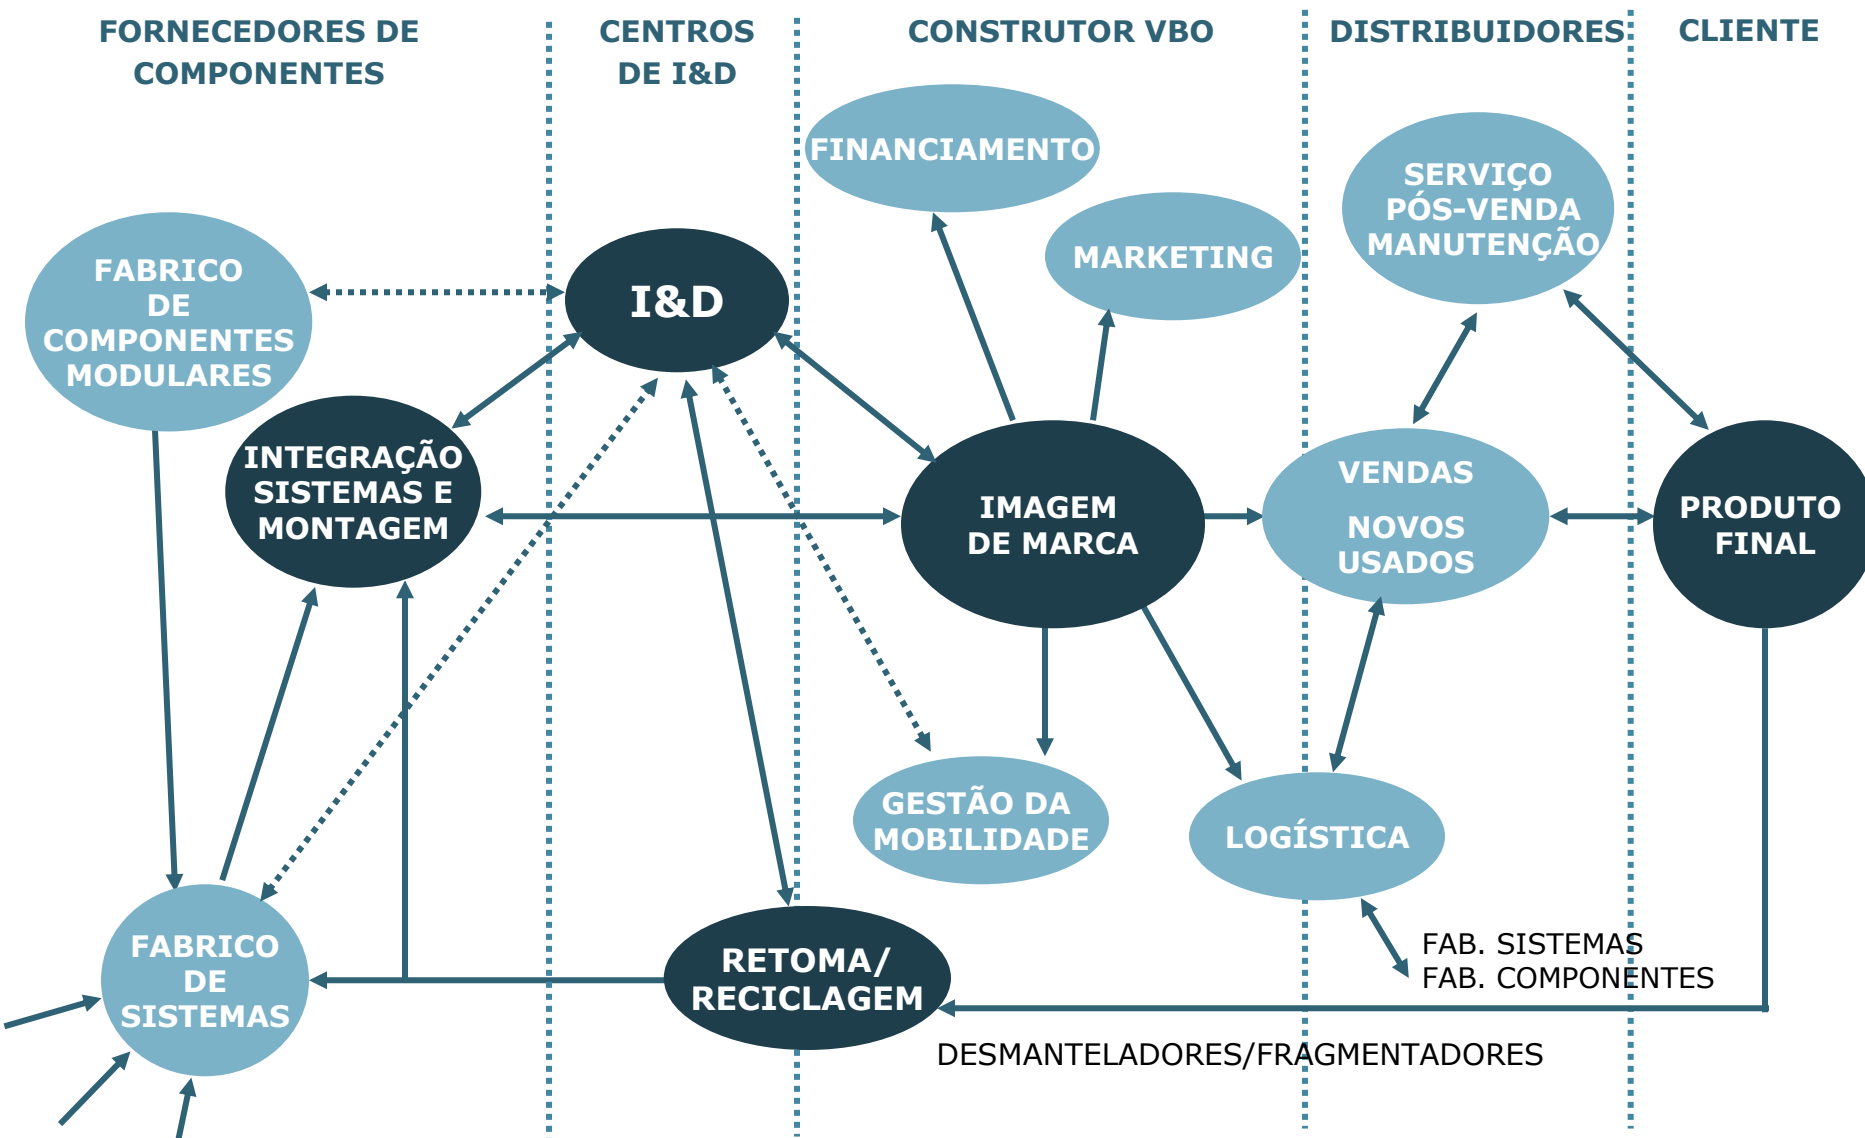 FORNECEDORES DE
COMPONENTES
CENTROS
DE I&D
CONSTRUTOR VBO
DISTRIBUIDORES
CLIENTE
FINANCIAMENTO
MARKETING
SERVIÇO
PÓS-VENDA
MANUTENÇÃO
FABRICO
DE
COMPONENTES
MODULARES
I&D
INTEGRAÇÃO
SISTEMAS E
MONTAGEM
IMAGEM
DE MARCA
VENDAS
NOVOS
USADOS
PRODUTO
FINAL
GESTÃO DA
MOBILIDADE
LOGÍSTICA
FABRICO
DE
SISTEMAS
RETOMA/
RECICLAGEM
FAB. SISTEMAS
FAB. COMPONENTES
DESMANTELADORES/FRAGMENTADORES